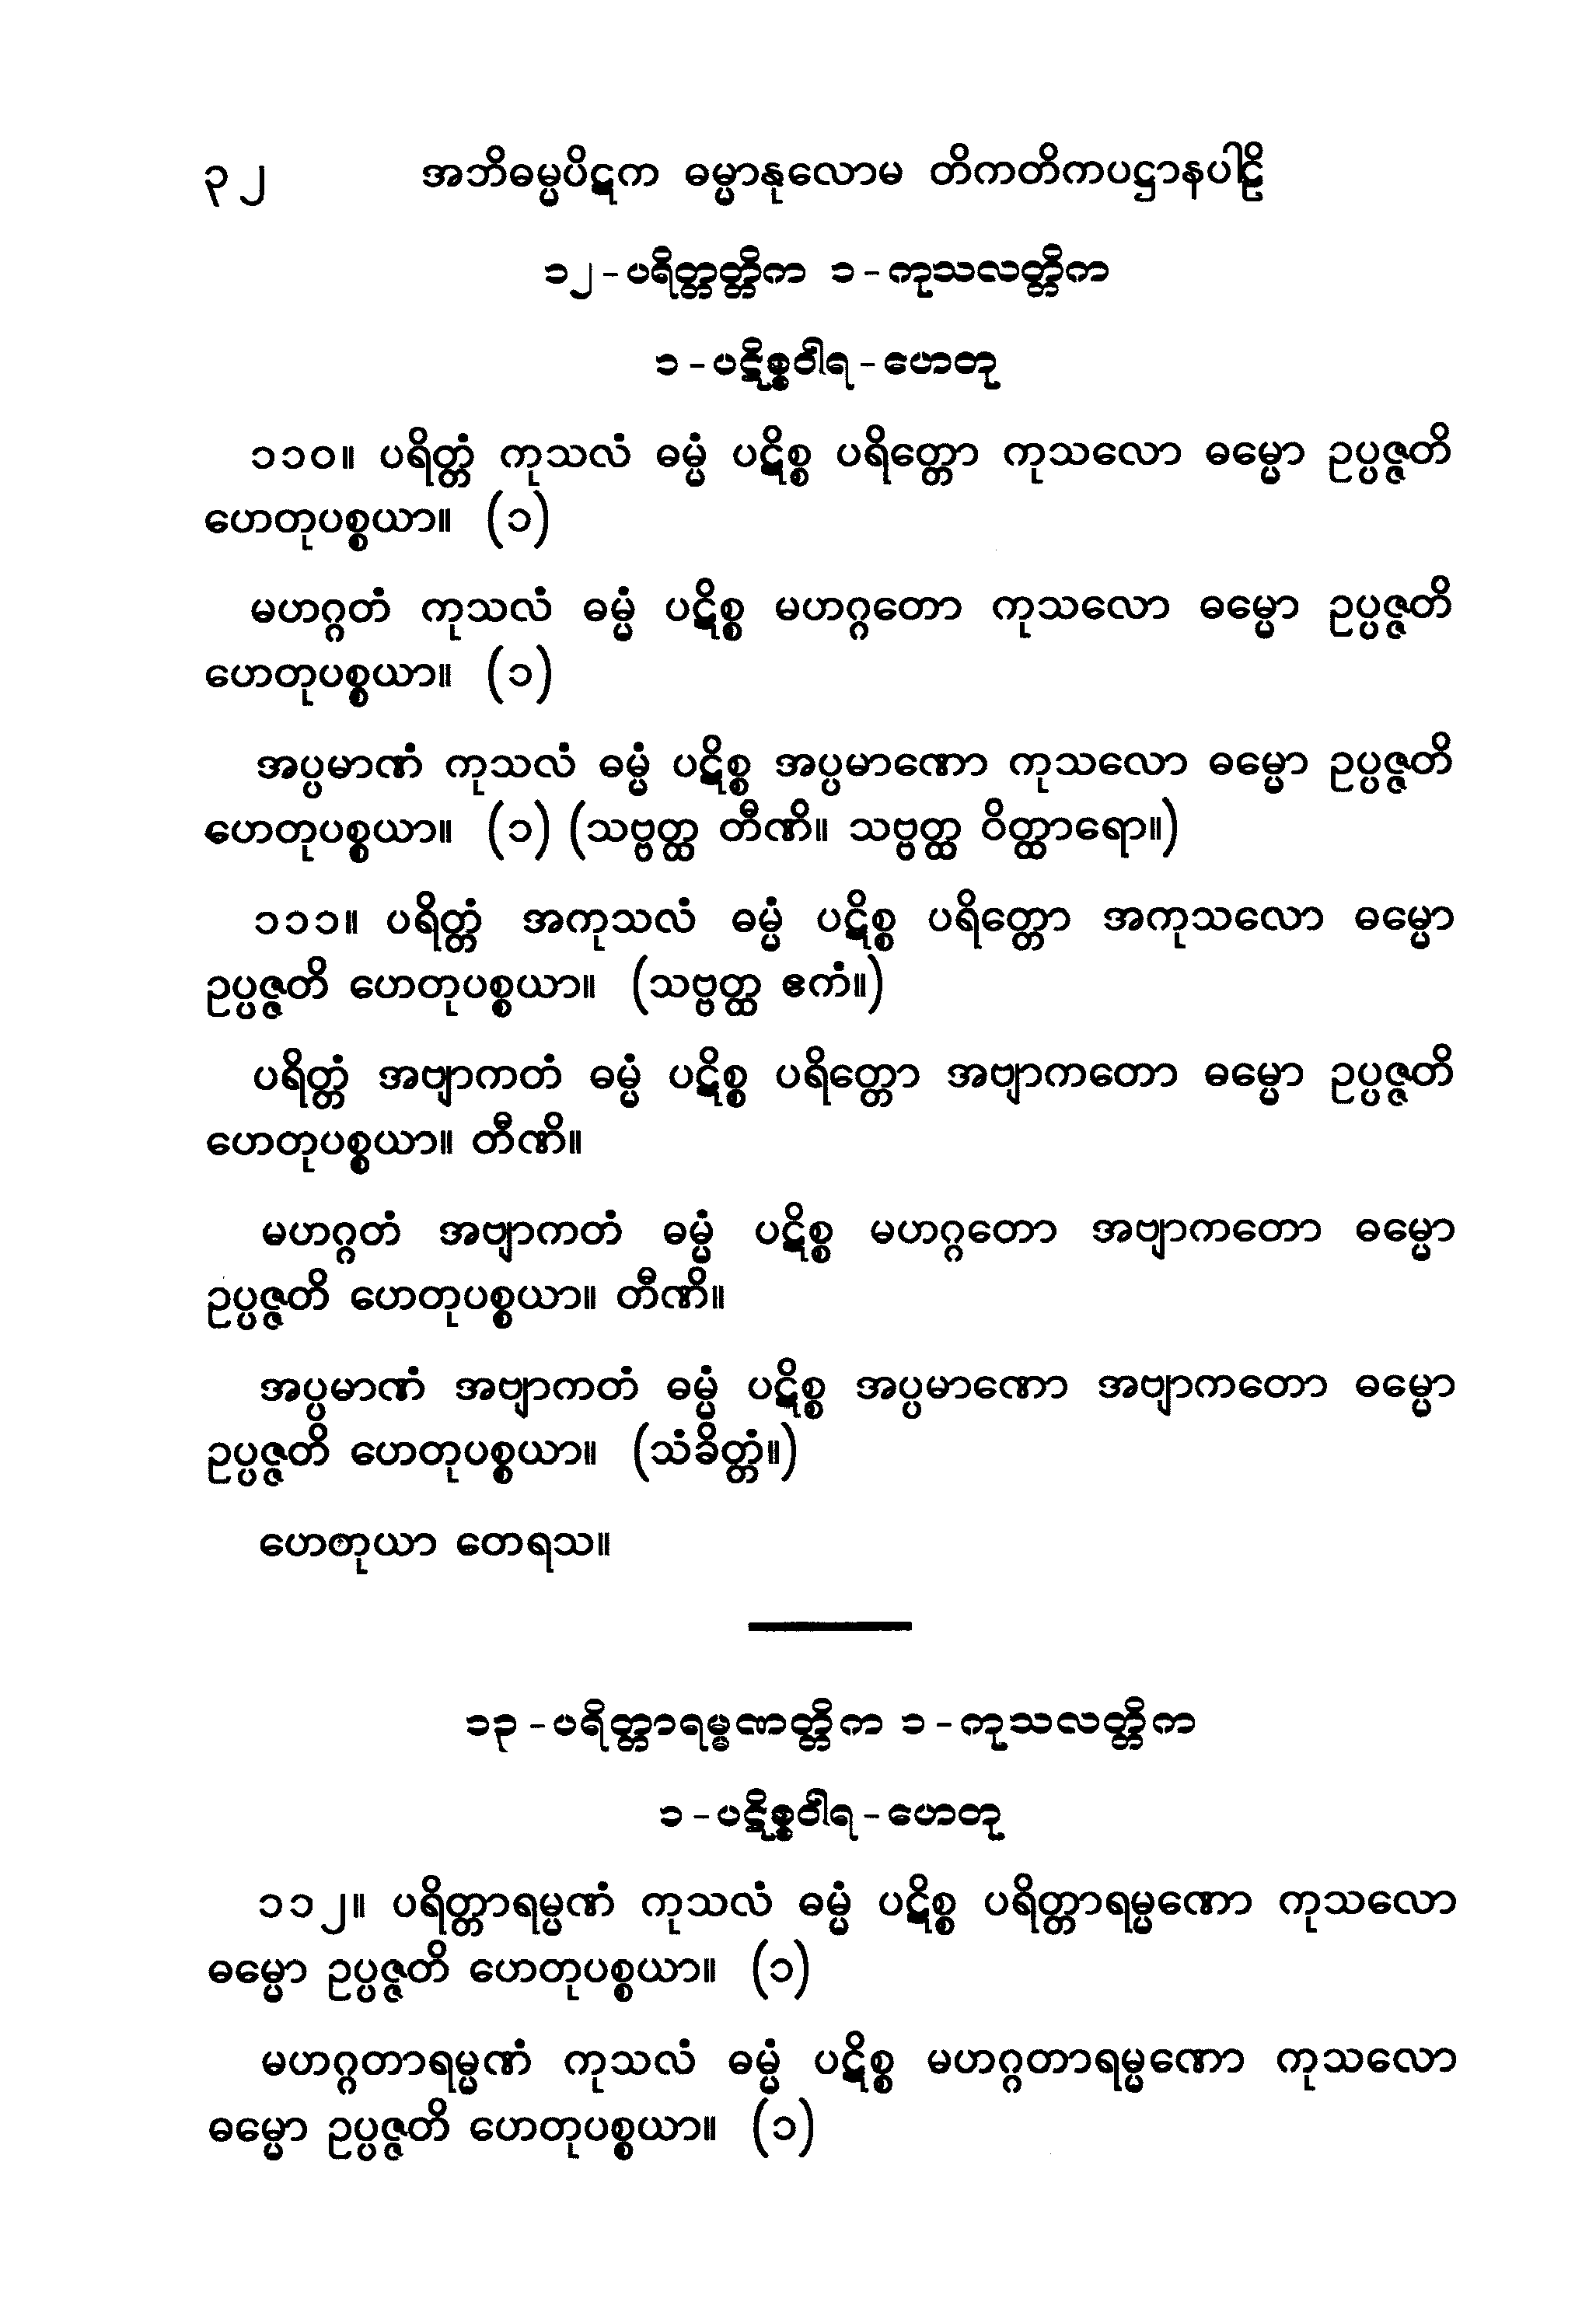 ၃၂ အဘိဓမ္မပိဋက ဓမ္မာနုလောမ တိကတိကပဋ္ဌာနပါဠိ
၁၂-ပရိတ္တတ္တိက ၁-ကုသလတ္တိက
၁-ပဋိစ္စဝါရ-ဟေတု
၁၁၀။ ပရိတ္တံ ကုသလံ ဓမ္မံ ပဋိစ္စ ပရိတ္တော ကုသလော ဓမ္မော ဥပ္ပဇ္ဇတိ
ဟေတုပစ္စယာ။ (၁)
မဟဂ္ဂတံ ကုသလံ ဓမ္မံ ပဋိစ္စ မဟဂ္ဂတော ကုသလော ဓမ္မော ဥပ္ပဇ္ဇတိ
ဟေတုပစ္စယာ။ (၁)
အပ္ပမာဏံ ကုသလံ ဓမ္မံ ပဋိစ္စ အပ္ပမာဏော ကုသလော ဓမ္မော ဥပ္ပဇ္ဇတိ
ဟေတုပစ္စယာ။ (၁) (သဗ္ဗတ္ထ တီဏိ။ သဗ္ဗတ္ထ ဝိတ္ထာရော။)
၁၁၁။ ပရိတ္တံ အကုသလံ ဓမ္မံ ပဋိစ္စ ပရိတ္တော အကုသလော ဓမ္မော
ဥပ္ပဇ္ဇတိ ဟေတုပစ္စယာ။ (သဗ္ဗတ္ထ ဧကံ။)
ပရိတ္တံ အဗျာကတံ ဓမ္မံ ပဋိစ္စ ပရိတ္တော အဗျာကတော ဓမ္မော ဥပ္ပဇ္ဇတိ
ဟေတုပစ္စယာ။ တီဏိ။
မဟဂ္ဂတံ အဗျာကတံ ဓမ္မံ ပဋိစ္စ မဟဂ္ဂတော အဗျာကတော ဓမ္မော
ဥပ္ပဇ္ဇတိ ဟေတုပစ္စယာ။ တီဏိ။
အပ္ပမာဏံ အဗျာကတံ ဓမ္မံ ပဋိစ္စ အပ္ပမာဏော အဗျာကတော ဓမ္မော
ဥပ္ပဇ္ဇတိ ဟေတုပစ္စယာ။ (သံခိတ္တံ။)
ဟေတုယာ တေရသ။
၁၃-ပရိတ္တာရမ္မဏတ္တိက ၁-ကုသလတ္တိက
၁-ပဋိစ္စဝါရ-ဟေတု
၁၁၂။ ပရိတ္တာရမ္မဏံ ကုသလံ ဓမ္မံ ပဋိစ္စ ပရိတ္တာရမ္မဏော ကုသလော
ဓမ္မော ဥပ္ပဇ္ဇတိ ဟေတုပစ္စယာ။ (၁)
မဟဂ္ဂတာရမ္မဏံ ကုသလံ ဓမ္မံ ပဋိစ္စ မဟဂ္ဂတာရမ္မဏော ကုသလော
ဓမ္မော ဥပ္ပဇ္ဇတိ ဟေတုပစ္စယာ။ (၁)